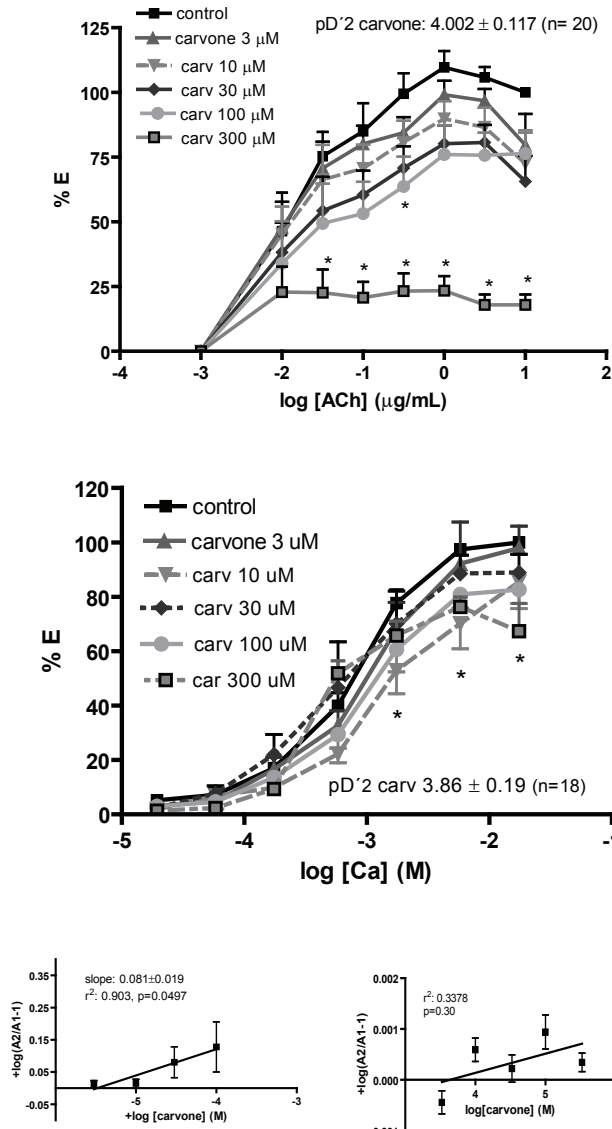 control
carvone 3 µM
carv 10 µM
carv 30 µM
carv 100 µM
carv 300 µM
pD´2 carvone: 4.002 ± 0.117 (n= 20)
125
100
75
50
25
0
% E
* * * * * * *
-4 -3 -2 -1 0 1 2
log [ACh] (µg/mL)
control
carvone 3 uM
carv 10 uM
carv 30 uM
carv 100 uM
car 300 uM
120
100
80
60
40
20
0
% E
* * *
pD´2 carv 3.86 ± 0.19 (n=18)
-5 -4 -3 -2 -1
log [Ca] (M)
slope: 0.081±0.019
r²: 0.903, p=0.0497
0.35
0.25
0.15
0.05
-0.05
+log(A2/A1-1)
-5 -4 -3
+log [carvone] (M)
r²: 0.3378
p=0.30
0.002
0.001
0.000
+log(A2/A1-1)
4 5
log[carvone] (M)